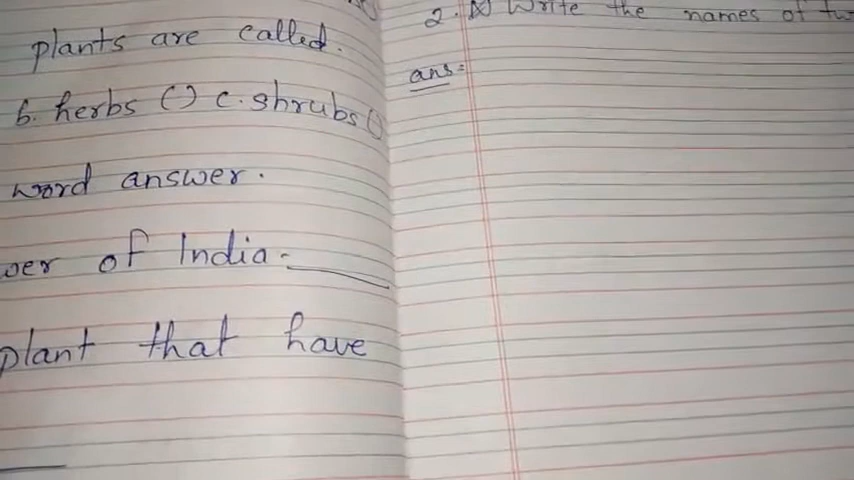 plants are called.
b. herbs () c. shrubs ()
word answer.
wer of India-
plant that have
2. Write the names of tw
ans: